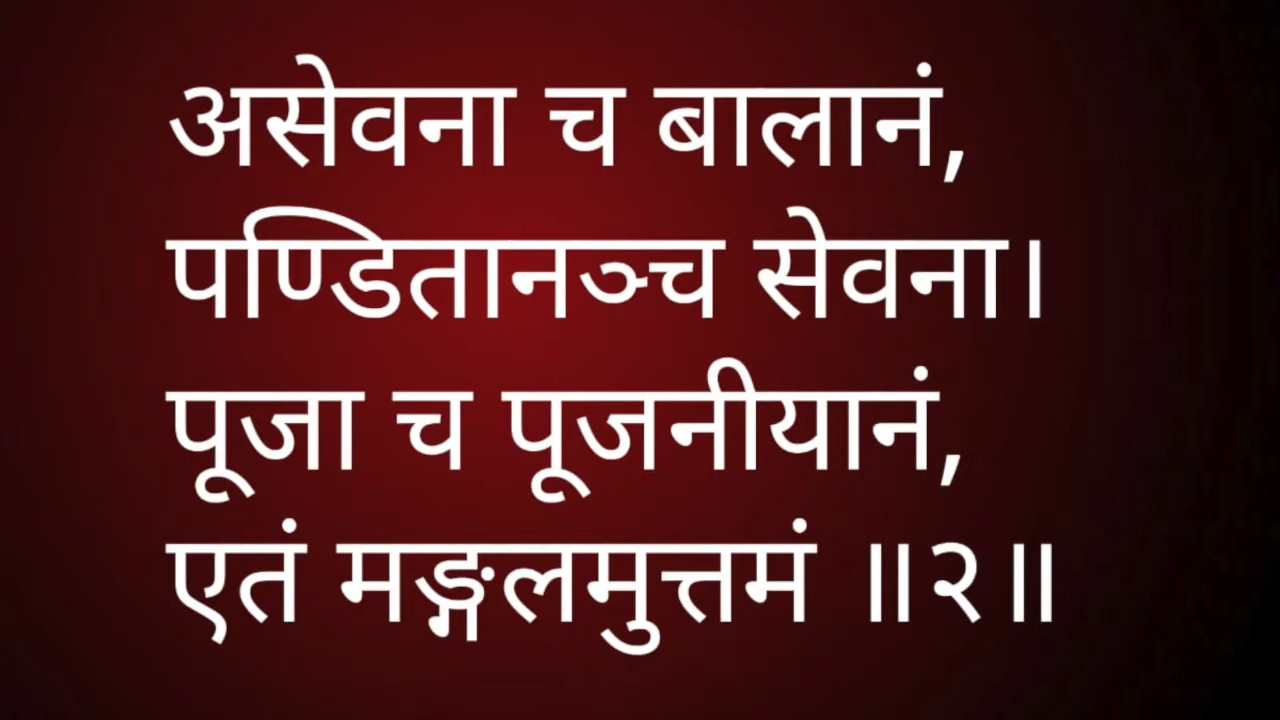 असेवना च बालानं,
पण्डितानञ्च सेवना।
पूजा च पूजनीयानं,
एतं मङ्गलमुत्तमं ॥२॥